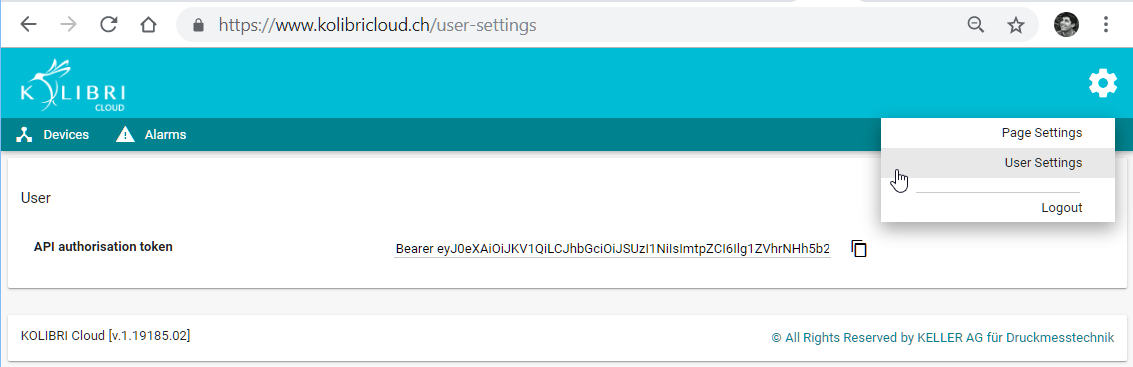 https://www.kolibricloud.ch/user-settings
KOLIBRI
CLOUD
Devices
Alarms
Page Settings
User Settings
Logout
User
API authorisation token
Bearer eyJ0eXAiOiJKV1QiLCJhbGciOiJSUzI1NiIsImtpZCI6Ilg1ZVhrNHh5b2
KOLIBRI Cloud [v.1.19185.02]
© All Rights Reserved by KELLER AG für Druckmesstechnik